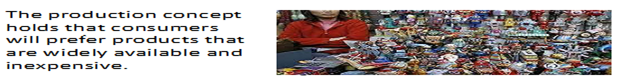 The production concept
holds that consumers
will prefer products that
are widely available and
inexpensive.